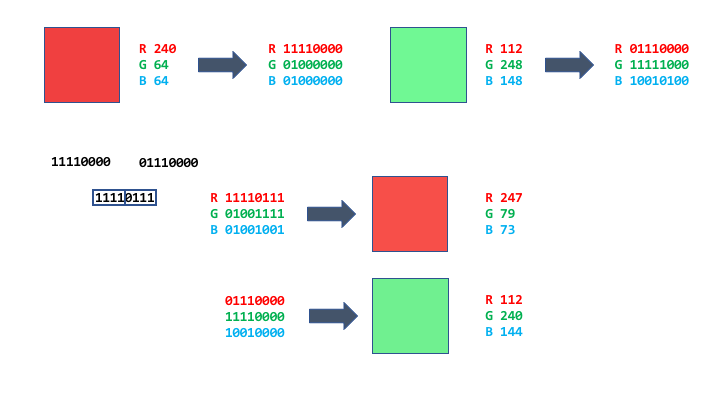 R 240
G 64
B 64
R 11110000
G 01000000
B 01000000
R 112
G 248
B 148
R 01110000
G 11111000
B 10010100
11110000
01110000
11110111
R 11110111
G 01001111
B 01001001
R 247
G 79
B 73
01110000
11110000
10010000
R 112
G 240
B 144